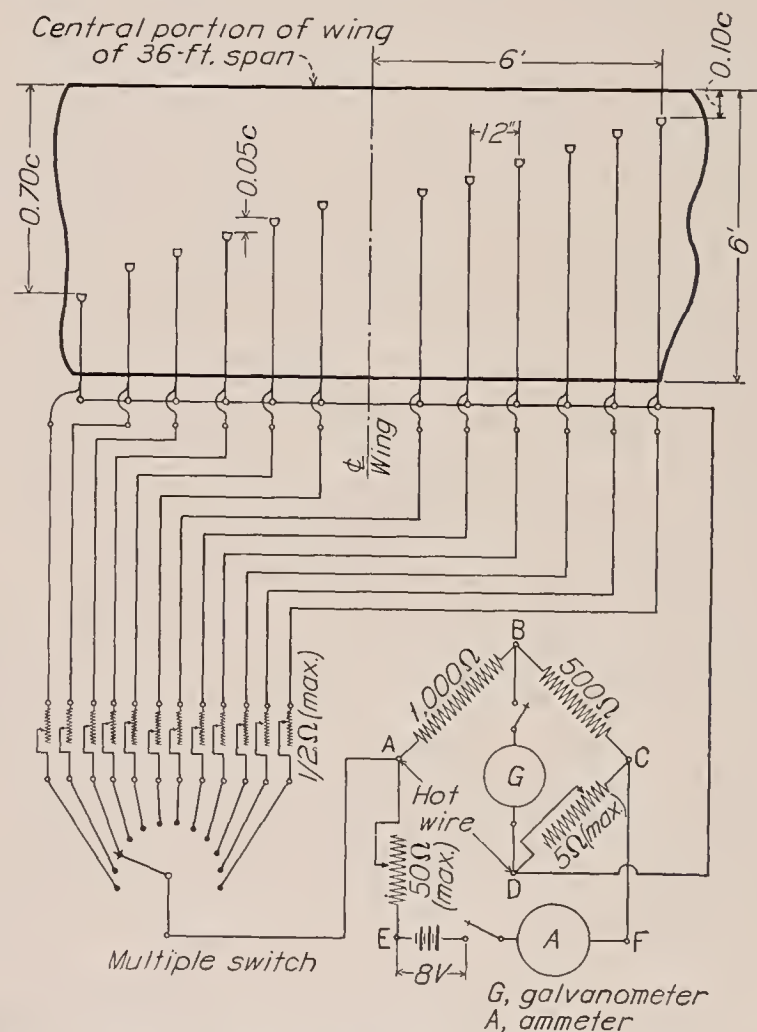 Central portion of wing
of 36-ft. span
6'
0.10c
12"
0.05c
0.70c
6'
℄
Wing
1/2Ω (max.)
B
1,000Ω
500Ω
A
G
C
Hot
wire
5Ω(max.)
50Ω
(max.)
D
E
A
F
8V
Multiple switch
G, galvanometer
A, ammeter